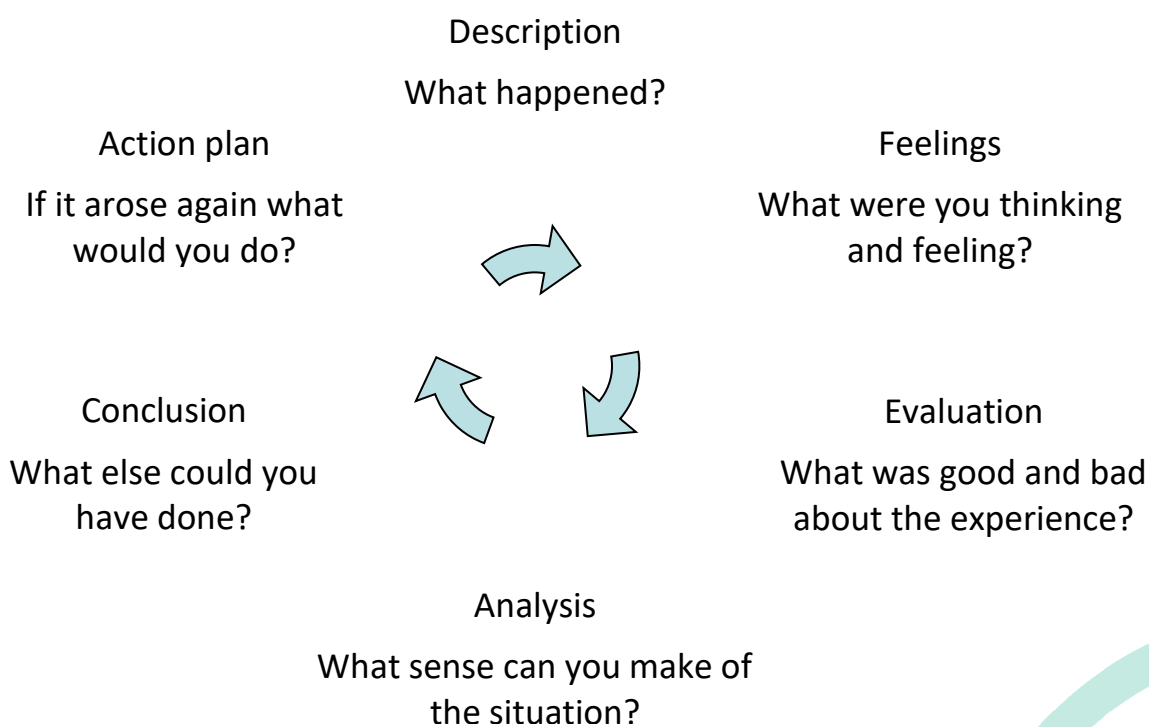 Description
What happened?
Feelings
What were you thinking
and feeling?
Evaluation
What was good and bad
about the experience?
Analysis
What sense can you make of
the situation?
Conclusion
What else could you
have done?
Action plan
If it arose again what
would you do?